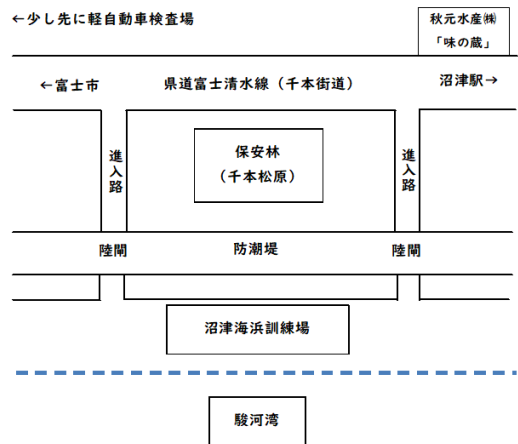 ←少し先に軽自動車検査場
秋元水産㈱
「味の蔵」
←富士市
県道富士清水線（千本街道）
沼津駅→
進入路
保安林
（千本松原）
進入路
陸閘
防潮堤
陸閘
沼津海浜訓練場
駿河湾